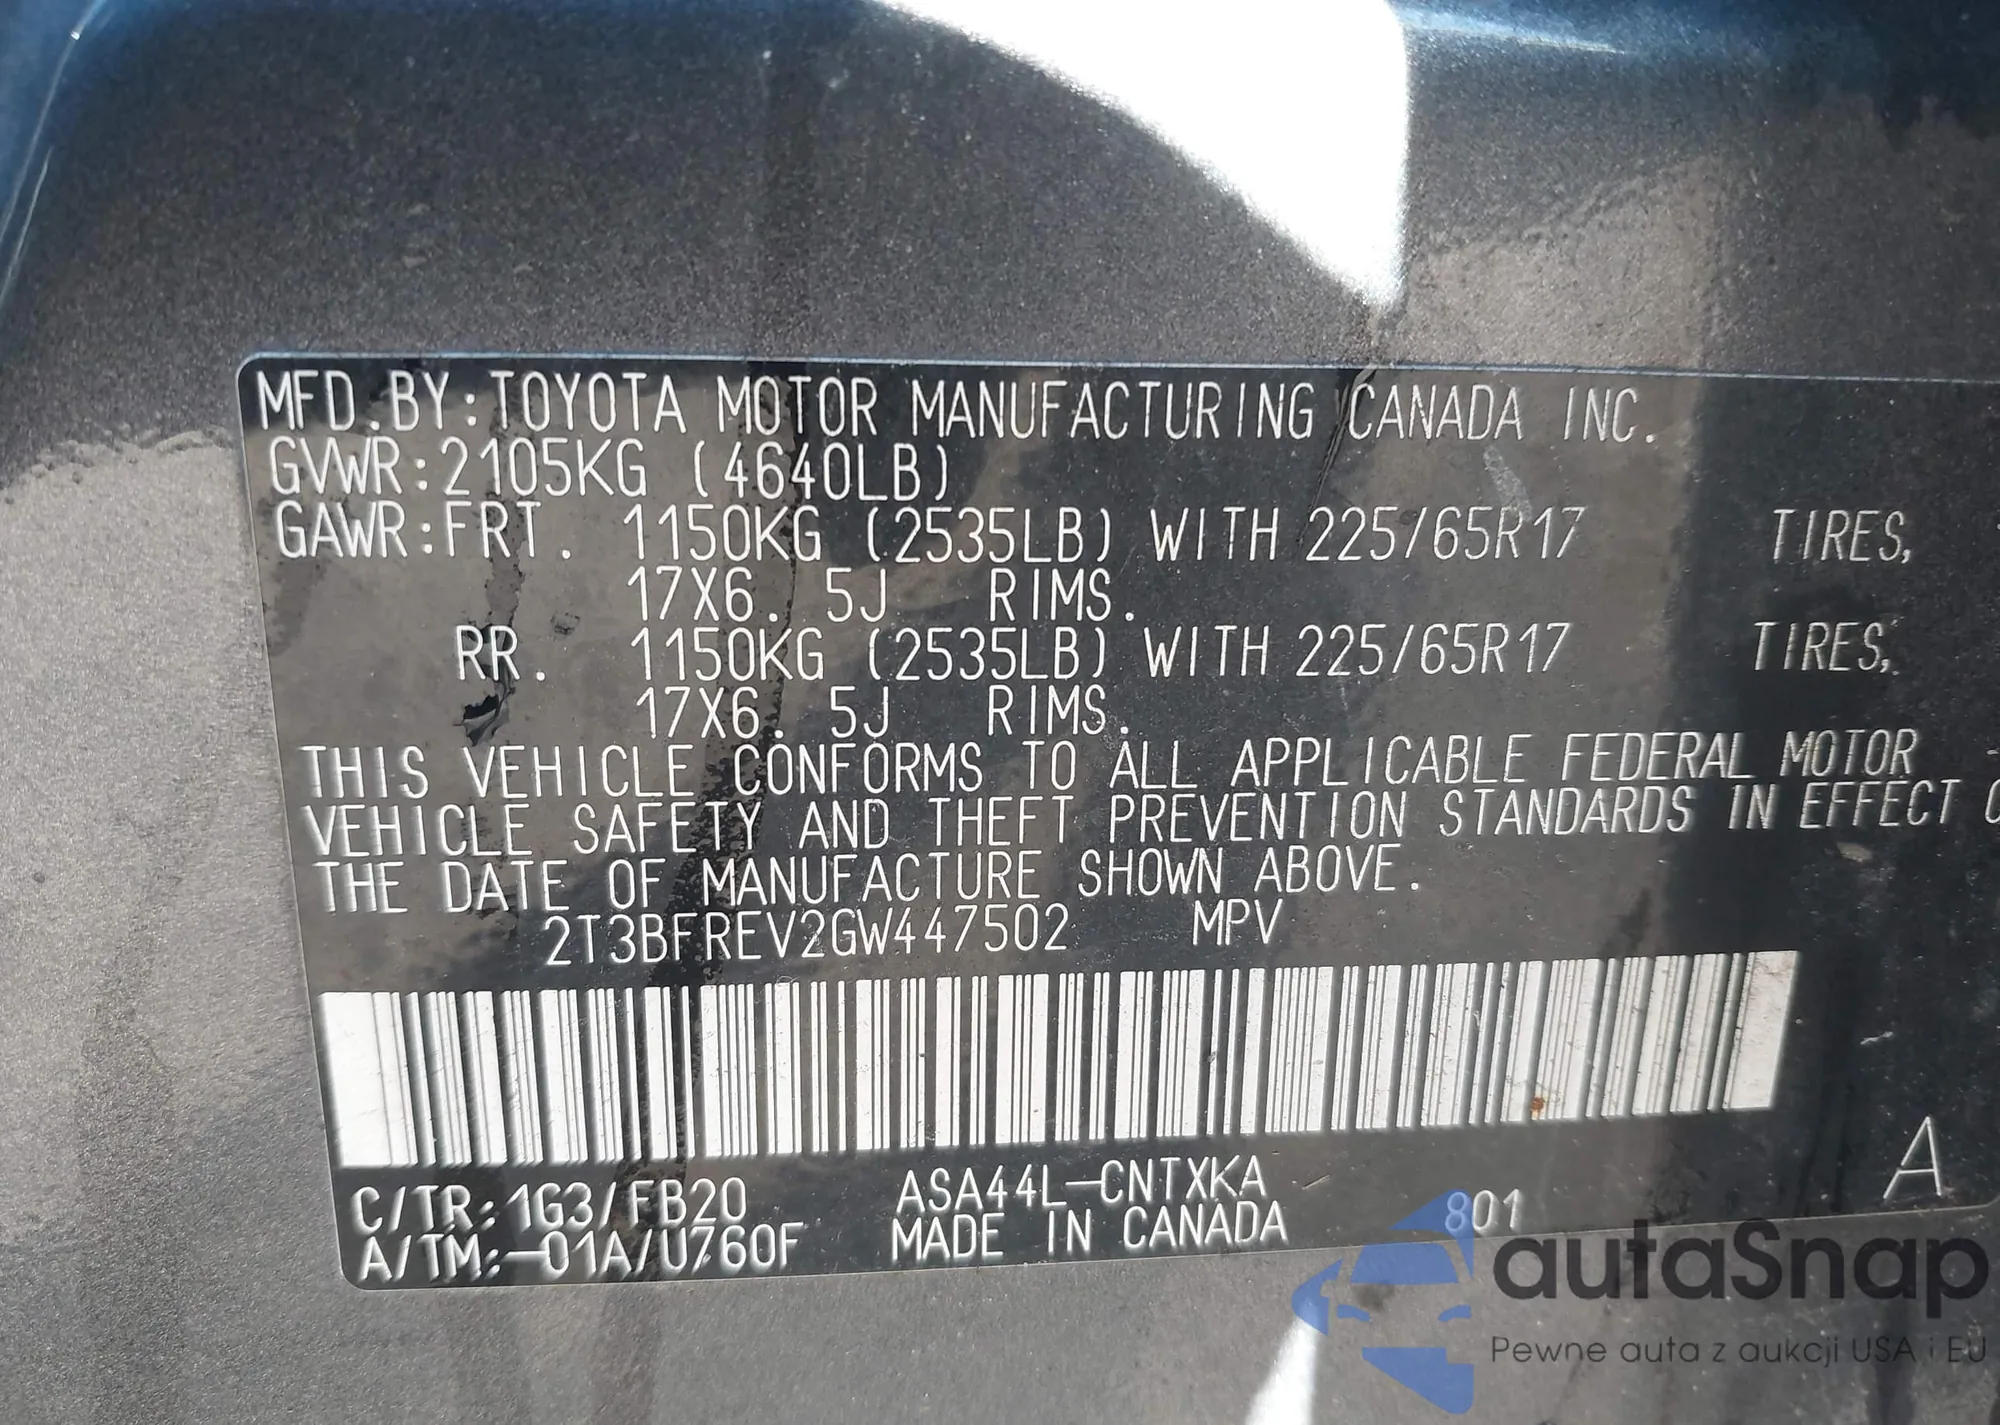 MFD.BY:TOYOTA MOTOR MANUFACTURING CANADA INC.
GVWR:2105KG (4640LB)
GAWR:FRT. 1150KG (2535LB) WITH 225/65R17 TIRES,
17X6.5J RIMS.
RR. 1150KG (2535LB) WITH 225/65R17 TIRES,
17X6.5J RIMS.
THIS VEHICLE CONFORMS TO ALL APPLICABLE FEDERAL MOTOR
VEHICLE SAFETY AND THEFT PREVENTION STANDARDS IN EFFECT
THE DATE OF MANUFACTURE SHOWN ABOVE.
2T3BFREV2GW447502 MPV
C/TR:1G3/FB20 ASA44L-CNTXKA 801 A
A/TM:-01A/U760F MADE IN CANADA
autaSnap
Pewne auta z aukcji USA i EU